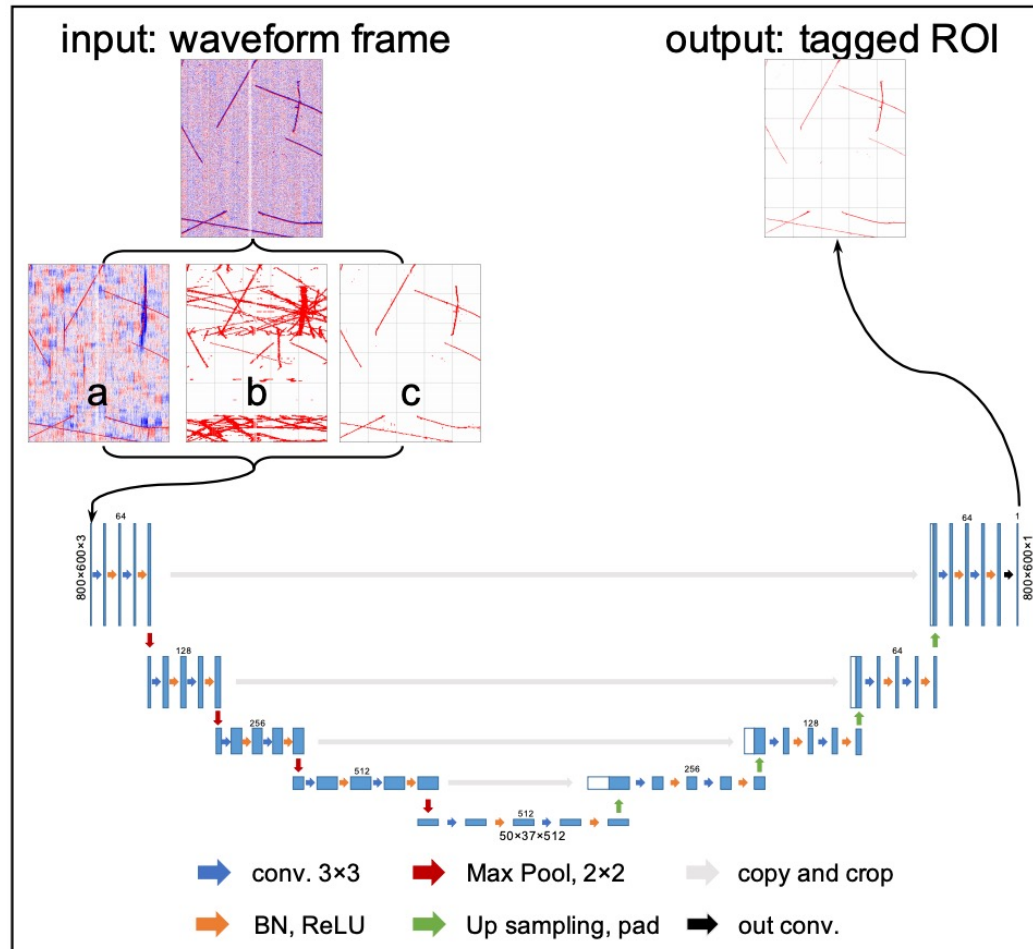 input: waveform frame
output: tagged ROI
a
b
c
64
800×600×3
64
1
800×600×1
128
64
256
128
512
256
512
50×37×512
conv. 3×3
Max Pool, 2×2
copy and crop
BN, ReLU
Up sampling, pad
out conv.